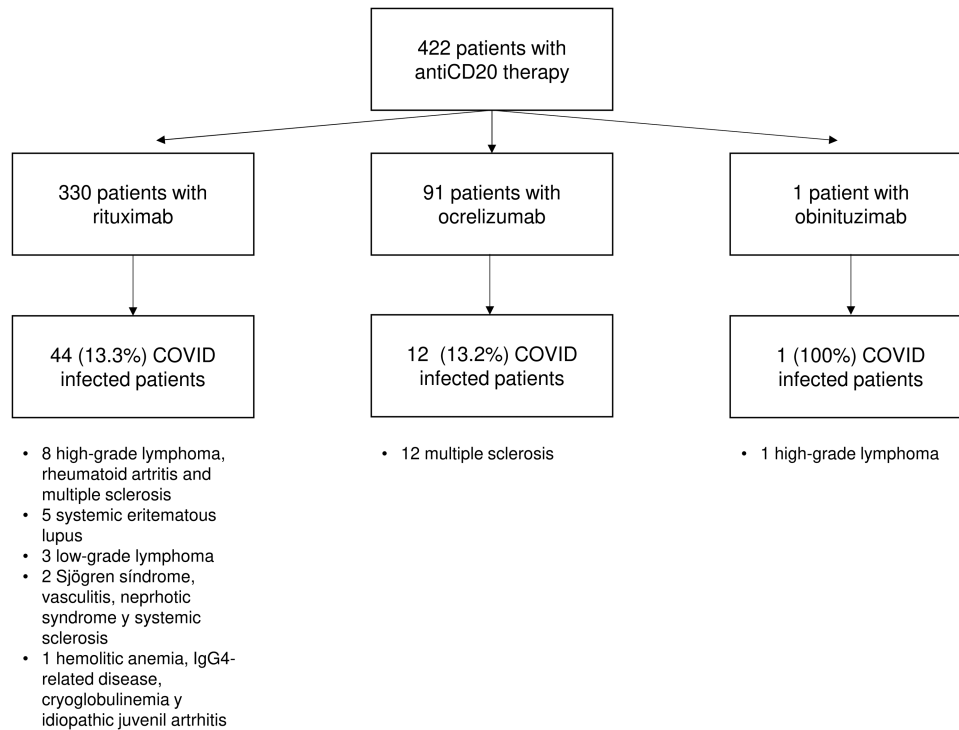 422 patients with
antiCD20 therapy
330 patients with
rituximab
91 patients with
ocrelizumab
1 patient with
obinituzimab
44 (13.3%) COVID
infected patients
12 (13.2%) COVID
infected patients
1 (100%) COVID
infected patients
• 8 high-grade lymphoma,
rheumatoid artritis and
multiple sclerosis
• 5 systemic eritematous
lupus
• 3 low-grade lymphoma
• 2 Sjögren síndrome,
vasculitis, neprhotic
syndrome y systemic
sclerosis
• 1 hemolitic anemia, IgG4-
related disease,
cryoglobulinemia y
idiopathic juvenil artrhitis
• 12 multiple sclerosis
• 1 high-grade lymphoma